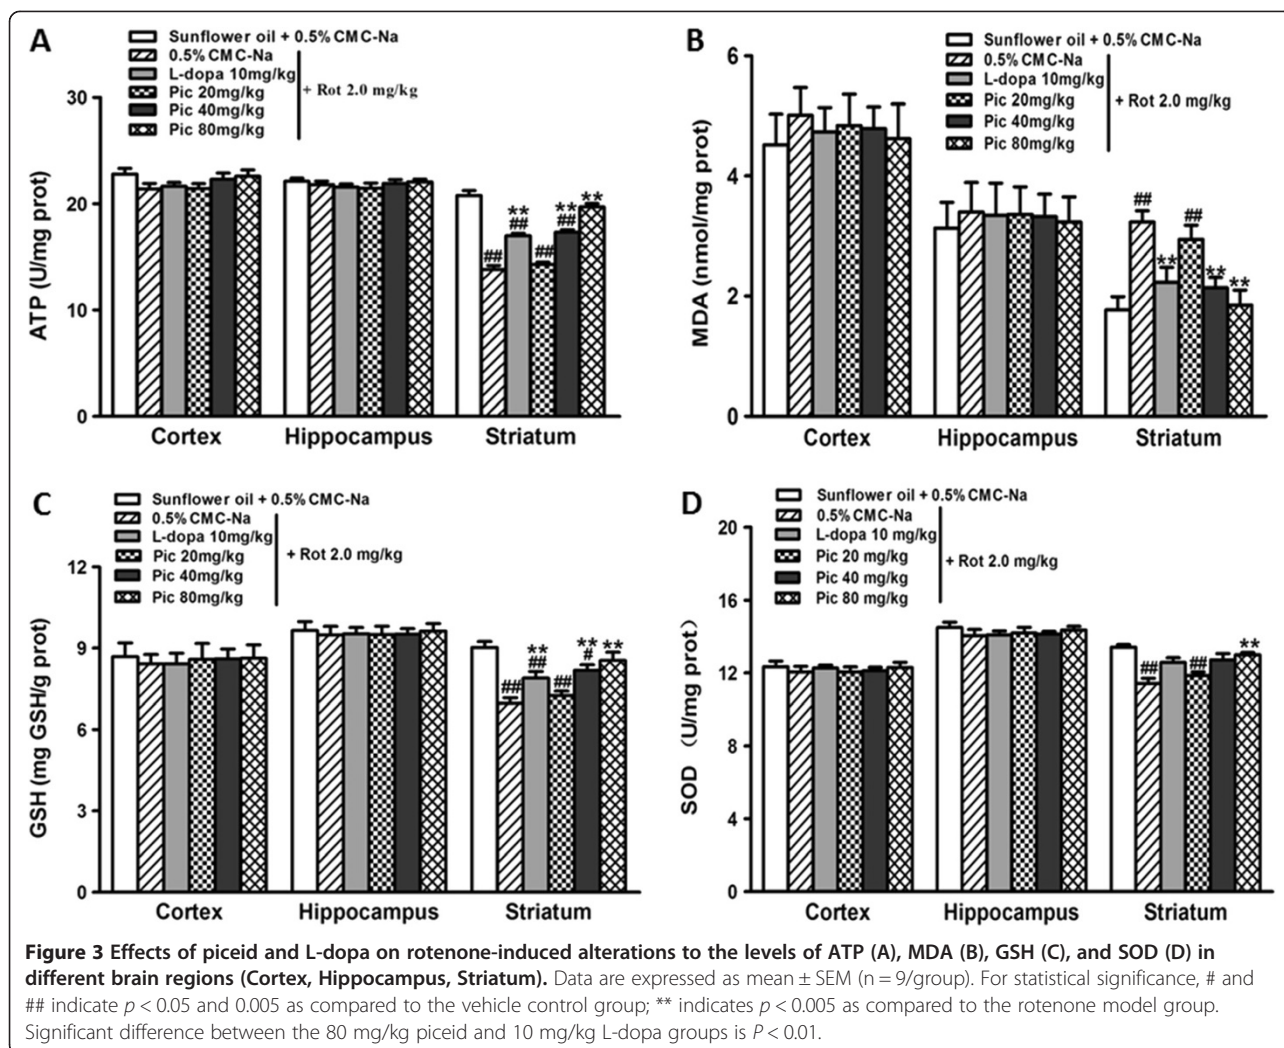 A
Sunflower oil + 0.5% CMC-Na
0.5% CMC-Na
L-dopa 10mg/kg
Pic 20mg/kg
Pic 40mg/kg
Pic 80mg/kg
+ Rot 2.0 mg/kg
ATP (U/mg prot)
30
20
10
0
## ** ## ## ** ## **
Cortex Hippocampus Striatum
B
Sunflower oil + 0.5% CMC-Na
0.5% CMC-Na
L-dopa 10mg/kg
Pic 20mg/kg
Pic 40mg/kg
Pic 80mg/kg
+ Rot 2.0 mg/kg
MDA (nmol/mg prot)
6
4
2
0
## ** ## ** **
Cortex Hippocampus Striatum
C
Sunflower oil + 0.5% CMC-Na
0.5% CMC-Na
L-dopa 10mg/kg
Pic 20mg/kg
Pic 40mg/kg
Pic 80mg/kg
+ Rot 2.0 mg/kg
GSH (mg GSH/g prot)
12
9
6
3
0
## ** ## ## ** # **
Cortex Hippocampus Striatum
D
Sunflower oil + 0.5% CMC-Na
0.5% CMC-Na
L-dopa 10 mg/kg
Pic 20 mg/kg
Pic 40 mg/kg
Pic 80 mg/kg
+ Rot 2.0 mg/kg
SOD (U/mg prot)
20
16
12
8
4
0
## ## **
Cortex Hippocampus Striatum
Figure 3 Effects of piceid and L-dopa on rotenone-induced alterations to the levels of ATP (A), MDA (B), GSH (C), and SOD (D) in
different brain regions (Cortex, Hippocampus, Striatum). Data are expressed as mean ± SEM (n = 9/group). For statistical significance, # and
## indicate p < 0.05 and 0.005 as compared to the vehicle control group; ** indicates p < 0.005 as compared to the rotenone model group.
Significant difference between the 80 mg/kg piceid and 10 mg/kg L-dopa groups is P < 0.01.